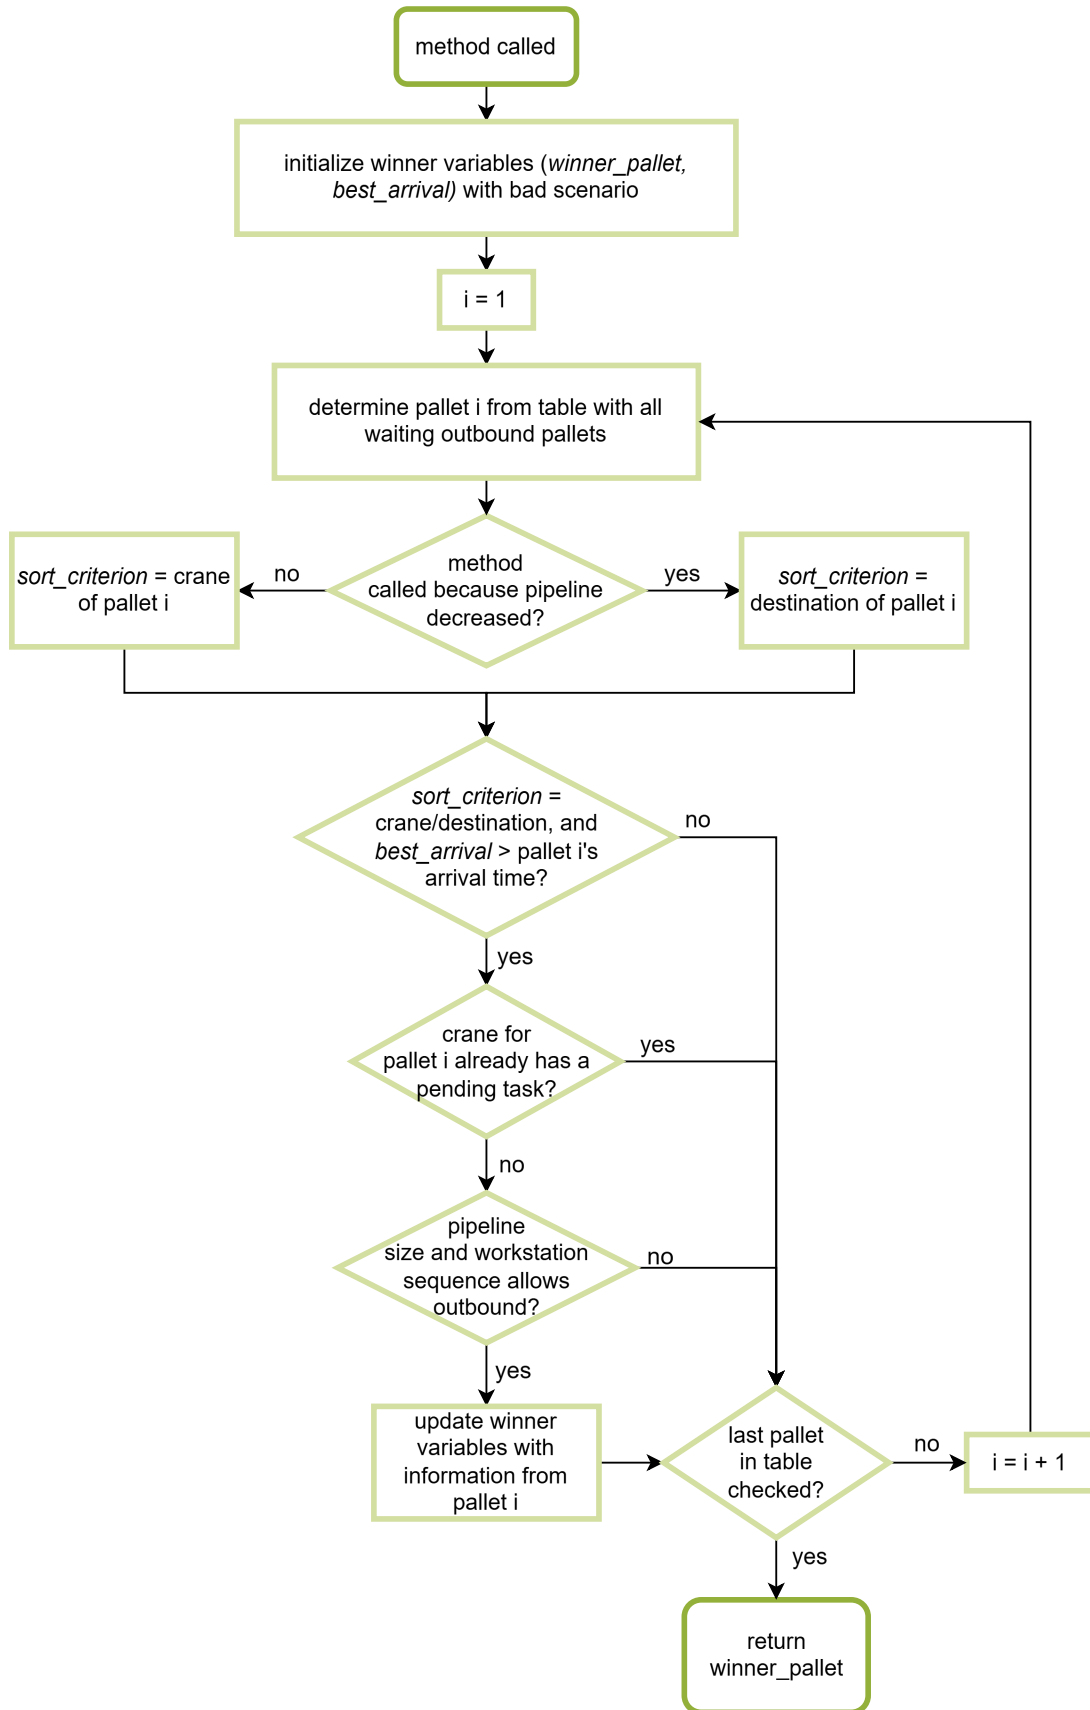 method called
initialize winner variables (winner_pallet,
best_arrival) with bad scenario
i = 1
determine pallet i from table with all
waiting outbound pallets
method
called because pipeline
decreased?
no
yes
sort_criterion = crane
of pallet i
sort_criterion =
destination of pallet i
sort_criterion =
crane/destination, and
best_arrival > pallet i's
arrival time?
no
yes
crane for
pallet i already has a
pending task?
yes
no
pipeline
size and workstation
sequence allows
outbound?
no
yes
update winner
variables with
information from
pallet i
last pallet
in table
checked?
no
i = i + 1
yes
return
winner_pallet